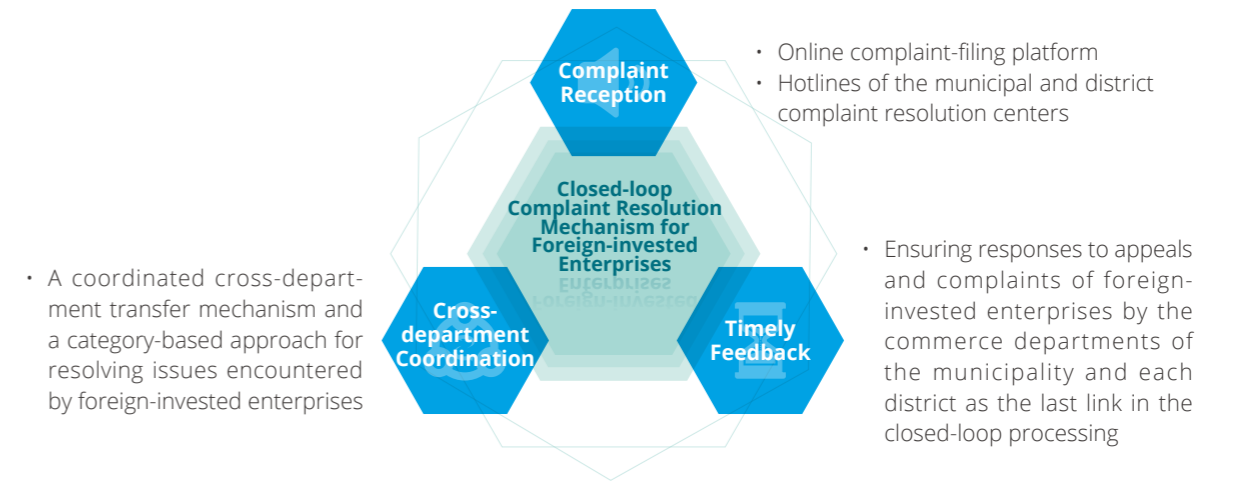 Complaint
Reception
• Online complaint-filing platform
• Hotlines of the municipal and district
complaint resolution centers
Closed-loop
Complaint Resolution
Mechanism for
Foreign-invested
Enterprises
Enterprises
Foreign-invested
• A coordinated cross-depart-
ment transfer mechanism and
a category-based approach for
resolving issues encountered
by foreign-invested enterprises
Cross-
department
Coordination
Timely
Feedback
• Ensuring responses to appeals
and complaints of foreign-
invested enterprises by the
commerce departments of
the municipality and each
district as the last link in the
closed-loop processing